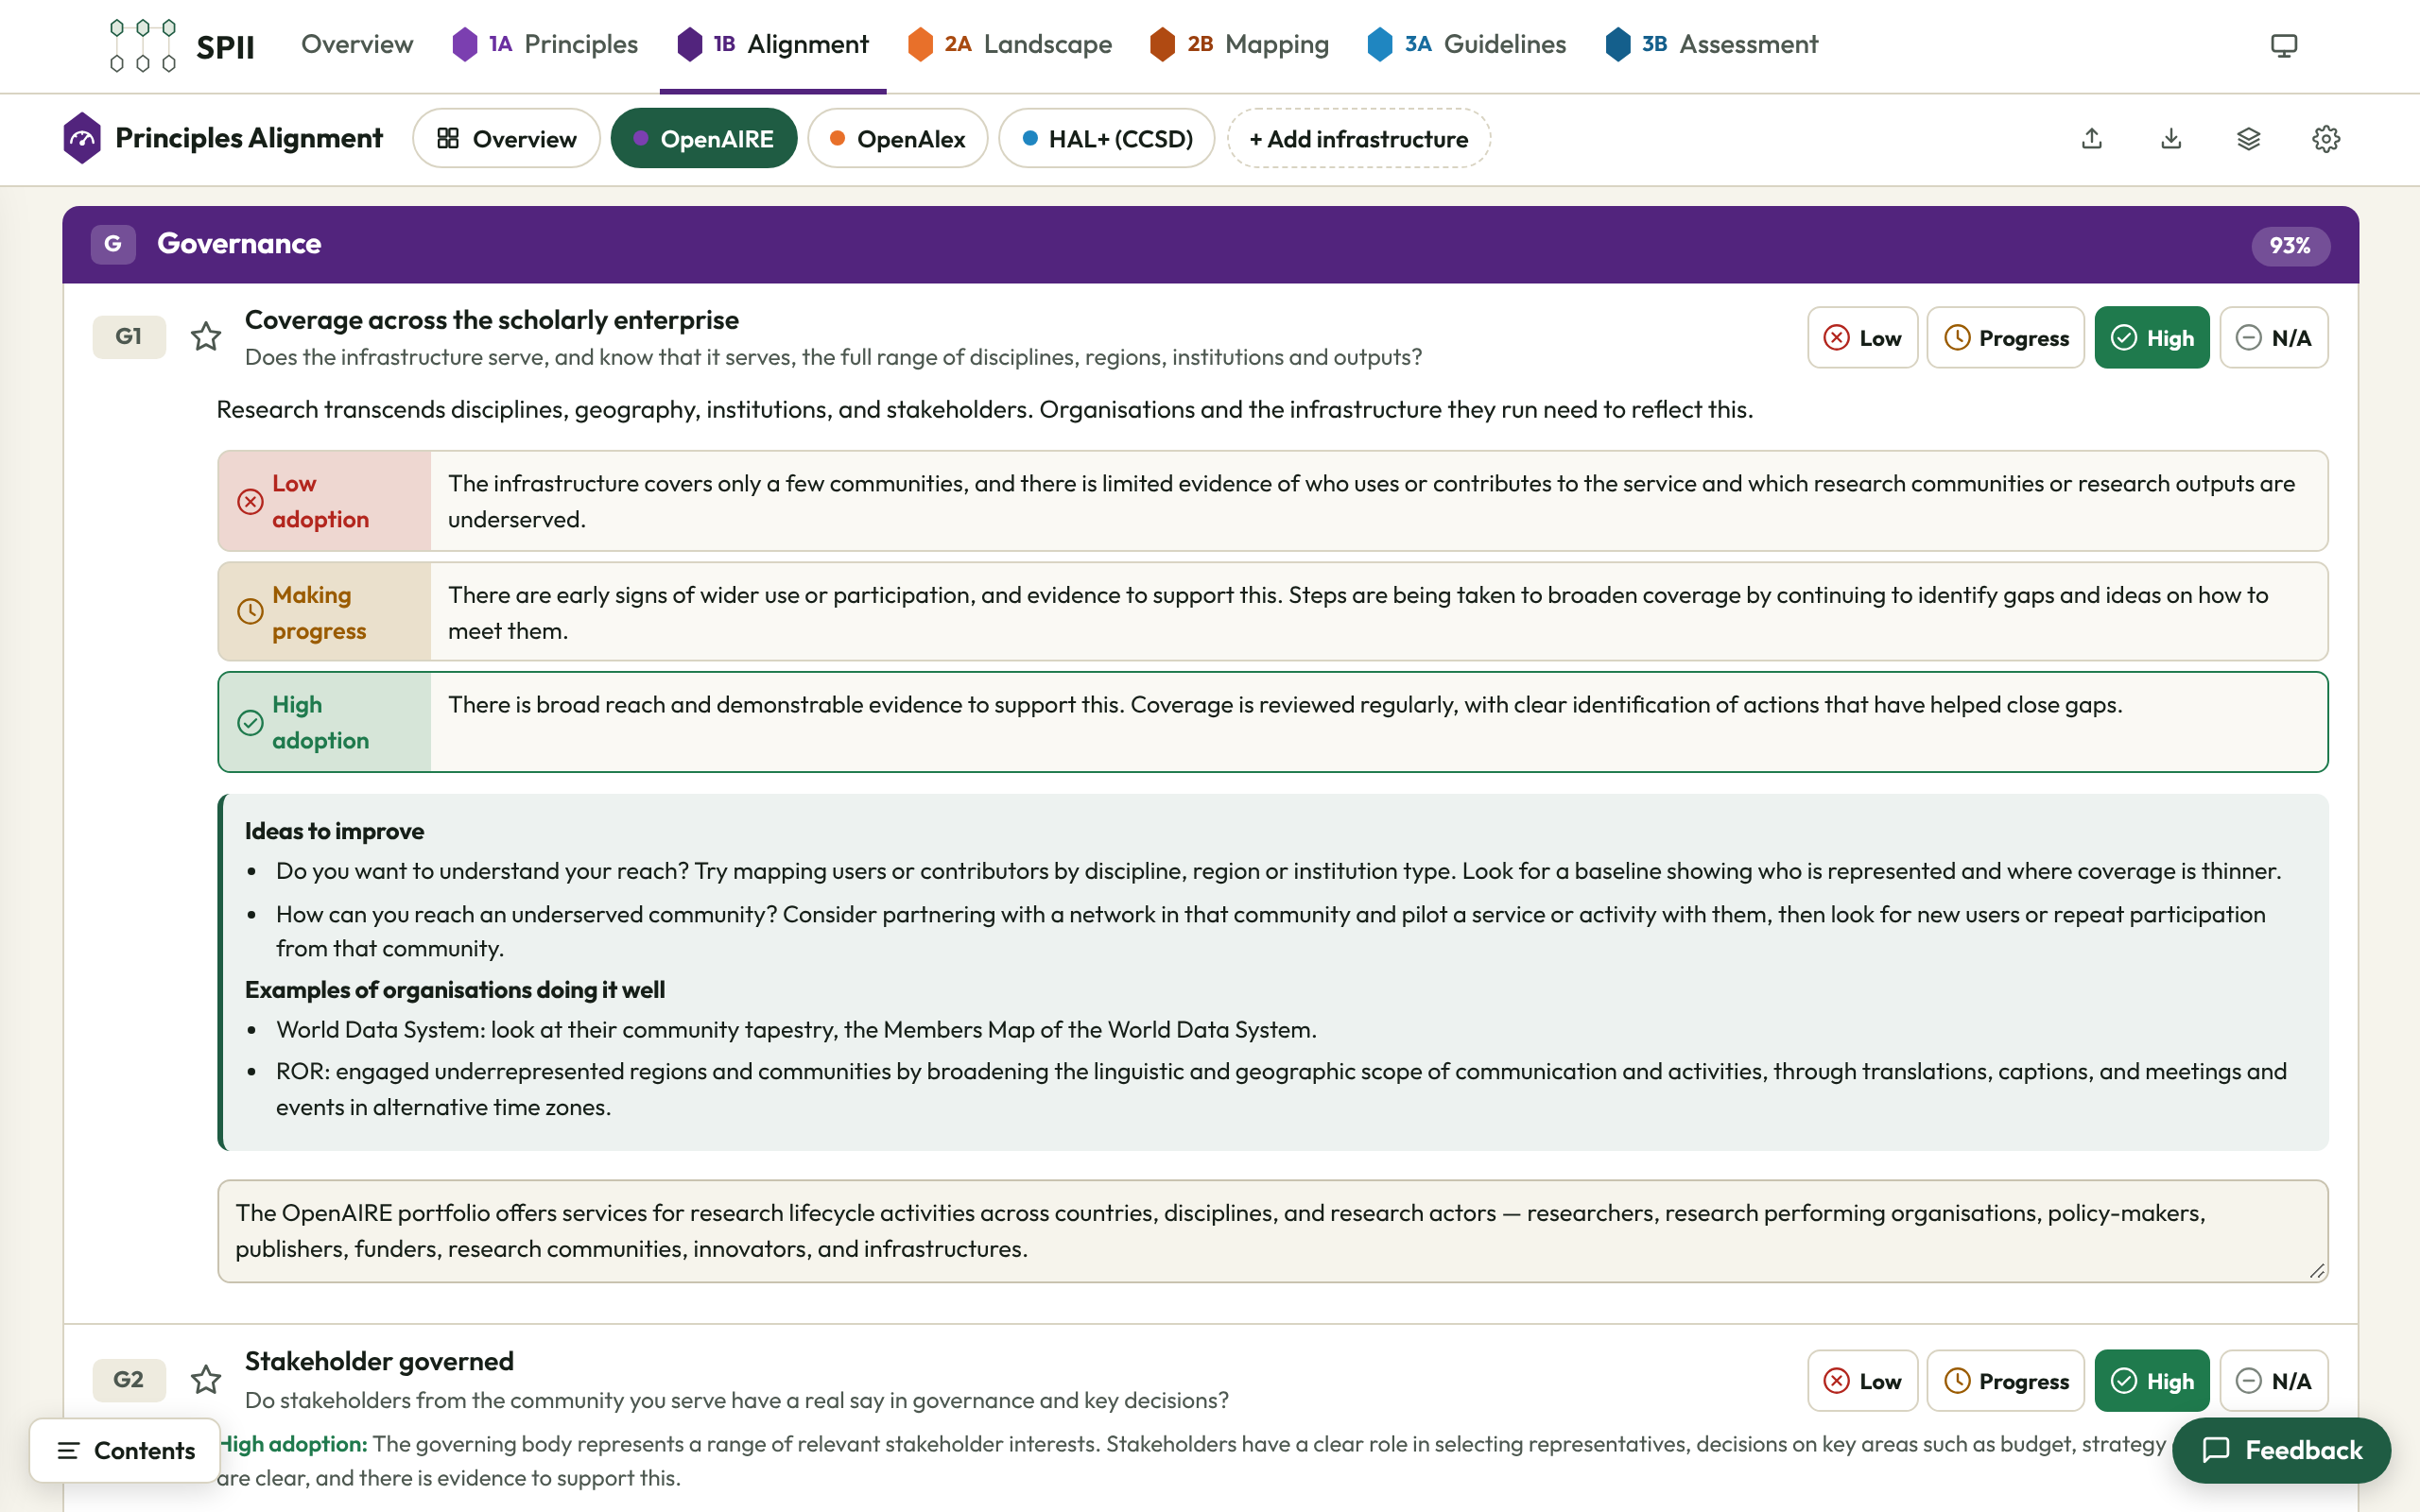 SPII
Overview
1A Principles
1B Alignment
2A Landscape
2B Mapping
3A Guidelines
3B Assessment
Principles Alignment
Overview
OpenAIRE
OpenAlex
HAL+ (CCSD)
+ Add infrastructure
G
Governance
93%
G1
Coverage across the scholarly enterprise
Does the infrastructure serve, and know that it serves, the full range of disciplines, regions, institutions and outputs?
Low
Progress
High
N/A
Research transcends disciplines, geography, institutions, and stakeholders. Organisations and the infrastructure they run need to reflect this.
Low
adoption
The infrastructure covers only a few communities, and there is limited evidence of who uses or contributes to the service and which research communities or research outputs are
underserved.
Making
progress
There are early signs of wider use or participation, and evidence to support this. Steps are being taken to broaden coverage by continuing to identify gaps and ideas on how to
meet them.
High
adoption
There is broad reach and demonstrable evidence to support this. Coverage is reviewed regularly, with clear identification of actions that have helped close gaps.
Ideas to improve
• Do you want to understand your reach? Try mapping users or contributors by discipline, region or institution type. Look for a baseline showing who is represented and where coverage is thinner.
• How can you reach an underserved community? Consider partnering with a network in that community and pilot a service or activity with them, then look for new users or repeat participation
from that community.
Examples of organisations doing it well
• World Data System: look at their community tapestry, the Members Map of the World Data System.
• ROR: engaged underrepresented regions and communities by broadening the linguistic and geographic scope of communication and activities, through translations, captions, and meetings and
events in alternative time zones.
The OpenAIRE portfolio offers services for research lifecycle activities across countries, disciplines, and research actors — researchers, research performing organisations, policy-makers,
publishers, funders, research communities, innovators, and infrastructures.
G2
Stakeholder governed
Do stakeholders from the community you serve have a real say in governance and key decisions?
Low
Progress
High
N/A
High adoption: The governing body represents a range of relevant stakeholder interests. Stakeholders have a clear role in selecting representatives, decisions on key areas such as budget, strategy
are clear, and there is evidence to support this.
Contents
Feedback